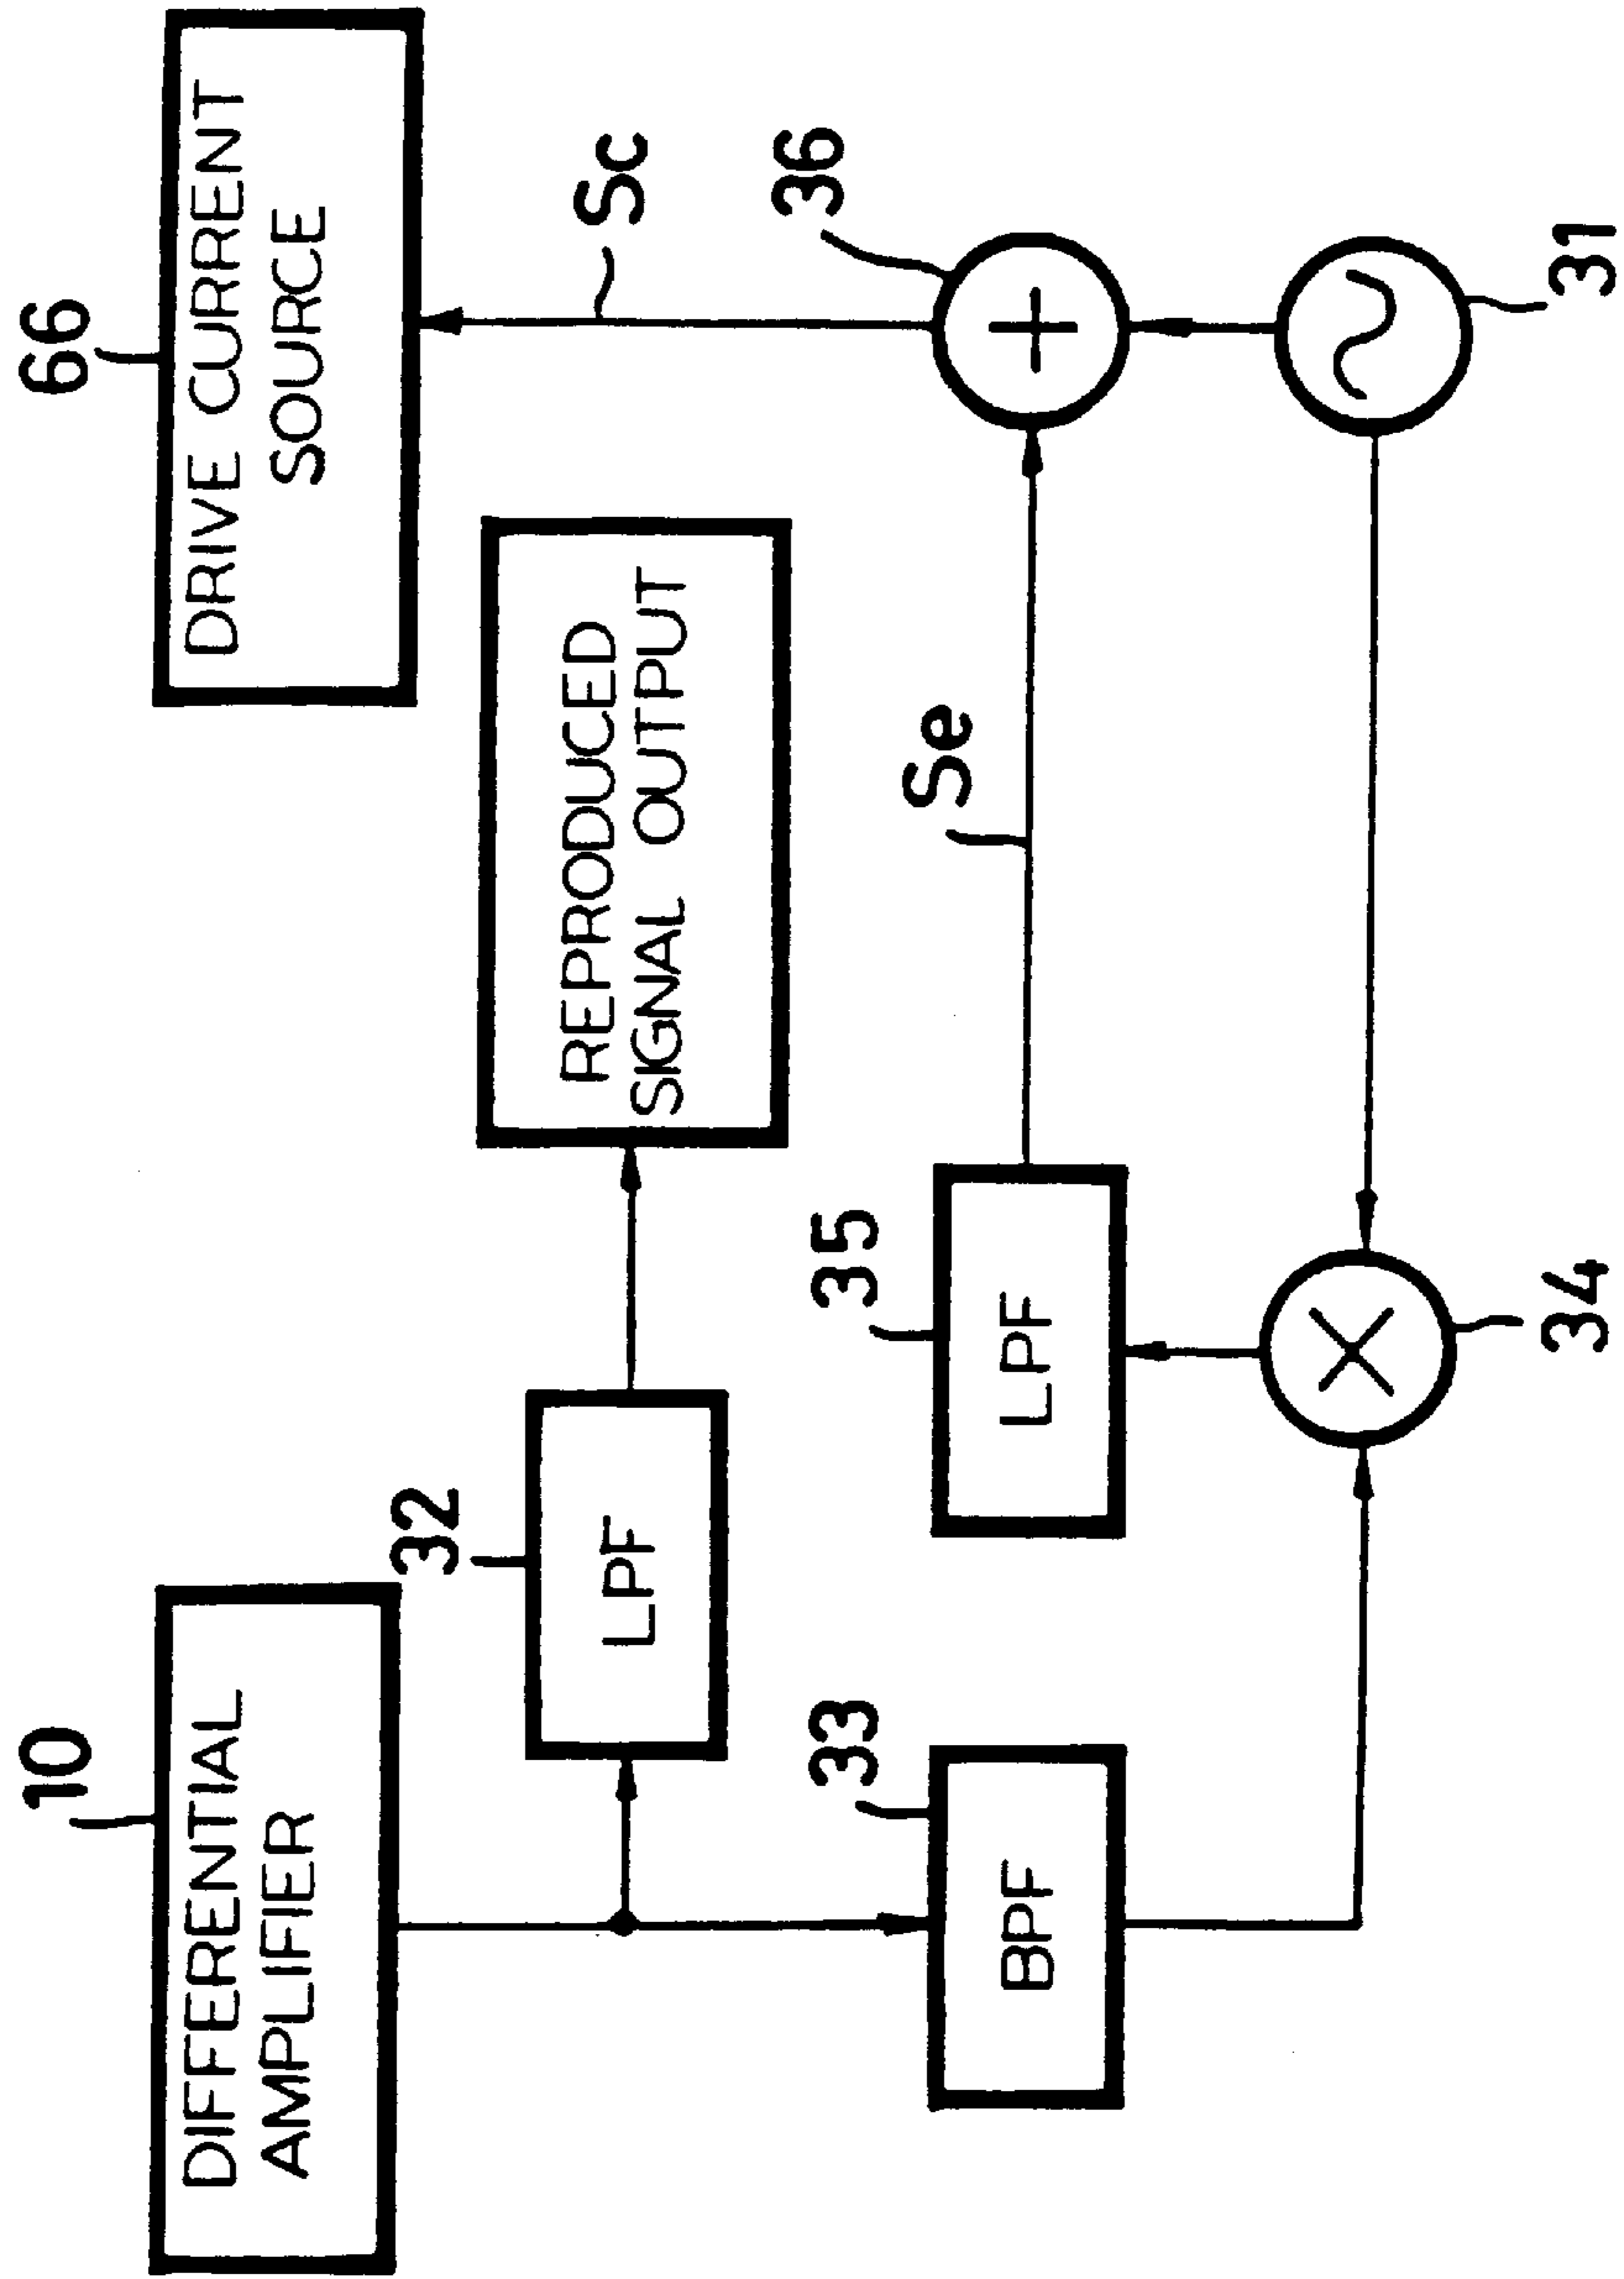 10
DIFFERENTIAL
AMPLIFIER
66
DRIVE CURRENT
SOURCE
32
LPF
REPRODUCED
SIGNAL OUTPUT
Sc
33
BPF
35
LPF
Se
36
+
34
×
31